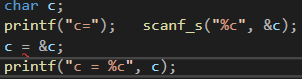 char c;
printf("c=");   scanf_s("%c", &c);
c = &c;
printf("c = %c", c);